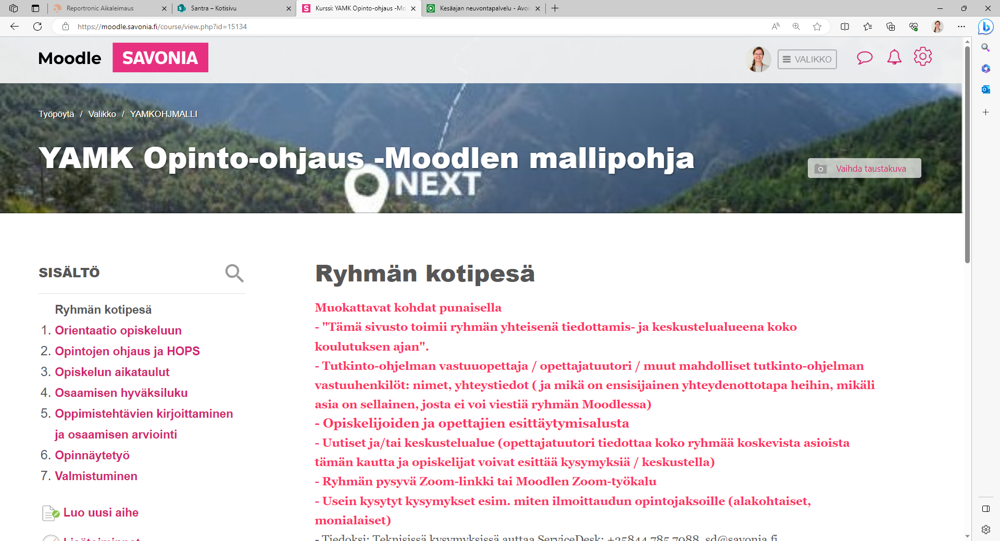 Reportronic Aikaleimaus
Santra – Kotisivu
Kurssi: YAMK Opinto-ohjaus -Mo
Kesäajan neuvontapalvelu - Avoi
https://moodle.savonia.fi/course/view.php?id=15134
Moodle SAVONIA
VALIKKO
Työpöytä / Valikko / YAMKOHJMALLI
YAMK Opinto-ohjaus -Moodlen mallipohja
NEXT
Vaihda taustakuva
SISÄLTÖ
Ryhmän kotipesä
1. Orientaatio opiskeluun
2. Opintojen ohjaus ja HOPS
3. Opiskelun aikataulut
4. Osaamisen hyväksiluku
5. Oppimistehtävien kirjoittaminen
ja osaamisen arviointi
6. Opinnäytetyö
7. Valmistuminen
Luo uusi aihe
Lisätoiminnot
Ryhmän kotipesä
Muokattavat kohdat punaisella
- "Tämä sivusto toimii ryhmän yhteisenä tiedottamis- ja keskustelualueena koko
koulutuksen ajan".
- Tutkinto-ohjelman vastuuopettaja / opettajatuutori / muut mahdolliset tutkinto-ohjelman
vastuuhenkilöt: nimet, yhteystiedot ( ja mikä on ensisijainen yhteydenottotapa heihin, mikäli
asia on sellainen, josta ei voi viestiä ryhmän Moodlessa)
- Opiskelijoiden ja opettajien esittäytymisalusta
- Uutiset ja/tai keskustelualue (opettajatuutori tiedottaa koko ryhmää koskevista asioista
tämän kautta ja opiskelijat voivat esittää kysymyksiä / keskustella)
- Ryhmän pysyvä Zoom-linkki tai Moodlen Zoom-työkalu
- Usein kysytyt kysymykset esim. miten ilmoittaudun opintojaksoille (alakohtaiset,
monialaiset)
- Tiedoksi: Teknisissä kysymyksissä auttaa ServiceDesk: +25844 785 7088, sd@savonia.fi